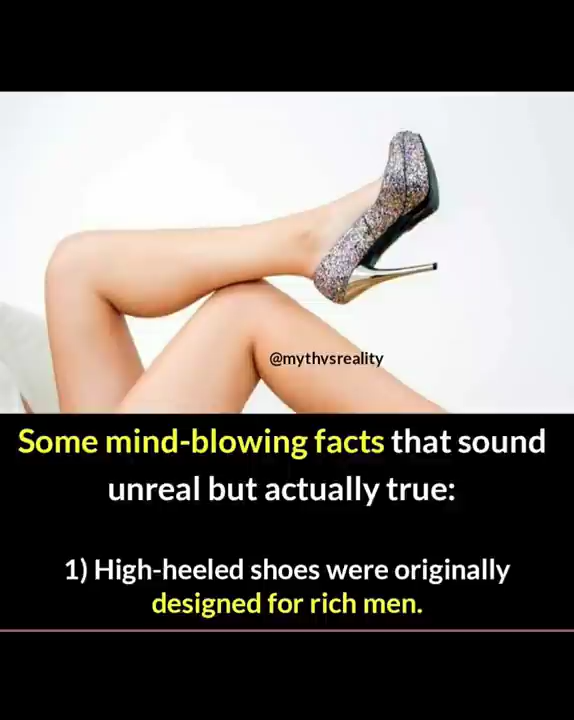 @mythvsreality
Some mind-blowing facts that sound
unreal but actually true:
1) High-heeled shoes were originally
designed for rich men.